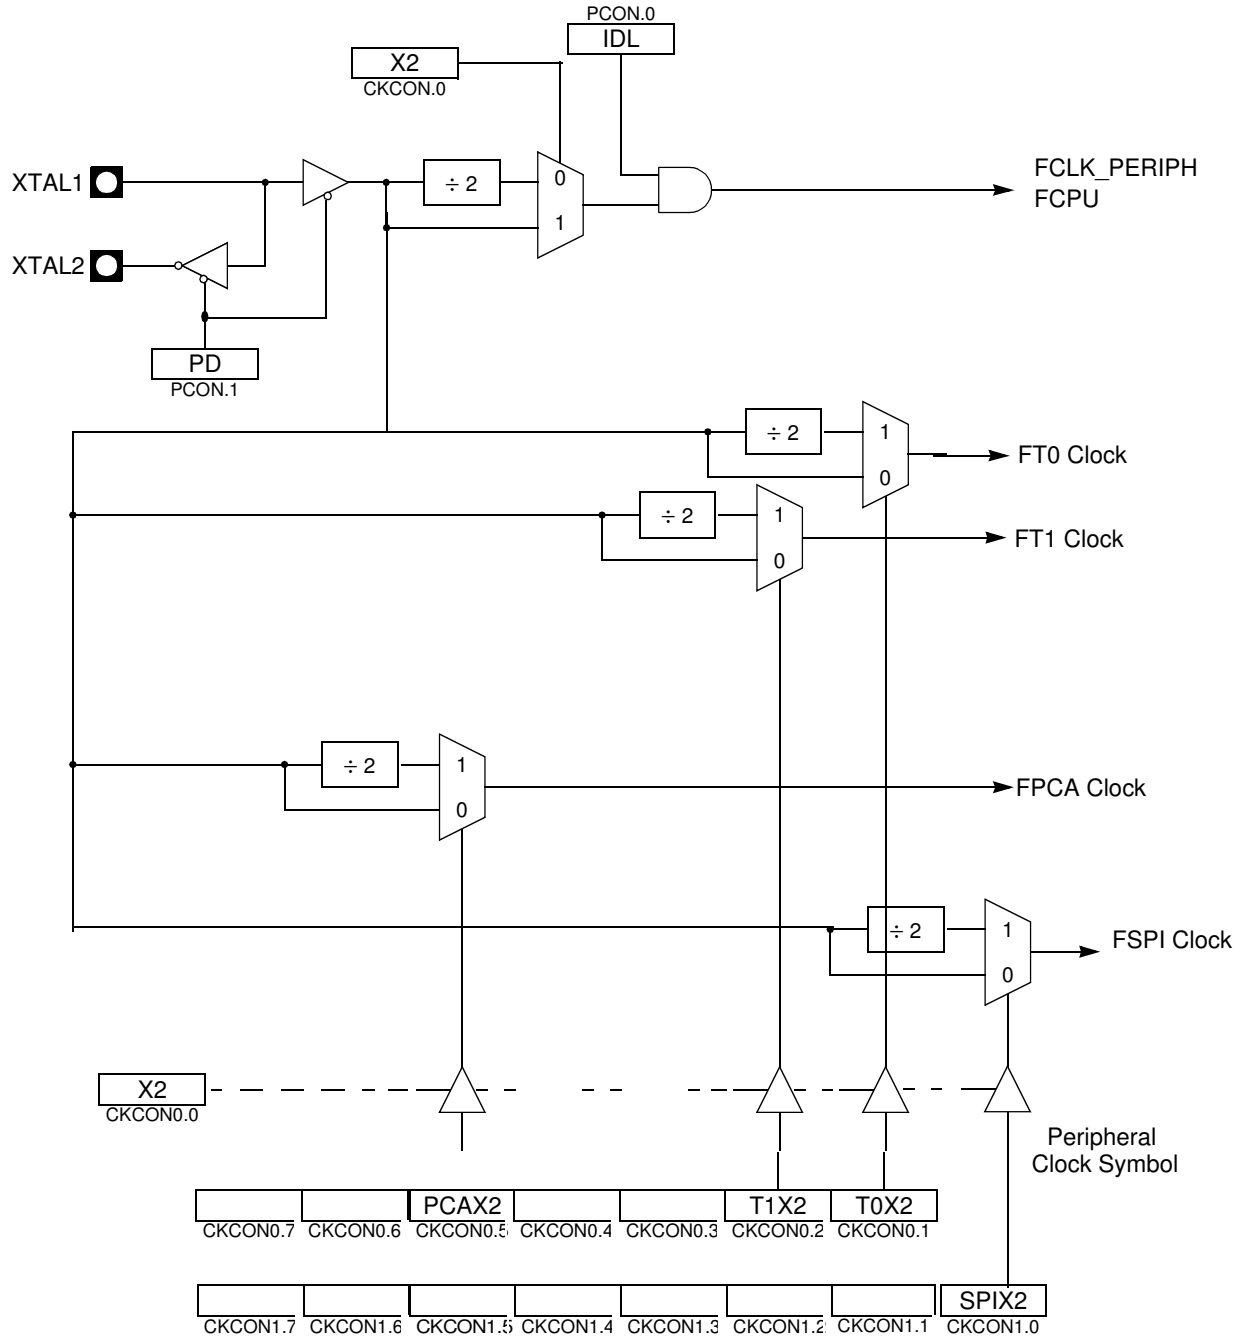 PCON.0
IDL
X2
CKCON.0
XTAL1
÷ 2
0
1
FCLK_PERIPH
FCPU
XTAL2
PD
PCON.1
÷ 2
1
0
FT0 Clock
÷ 2
1
0
FT1 Clock
÷ 2
1
0
FPCA Clock
÷ 2
1
0
FSPI Clock
X2
CKCON0.0
Peripheral
Clock Symbol
PCAX2 T1X2 T0X2
CKCON0.7 CKCON0.6 CKCON0.5 CKCON0.4 CKCON0.3 CKCON0.2 CKCON0.1
SPIX2
CKCON1.7 CKCON1.6 CKCON1.5 CKCON1.4 CKCON1.3 CKCON1.2 CKCON1.1 CKCON1.0